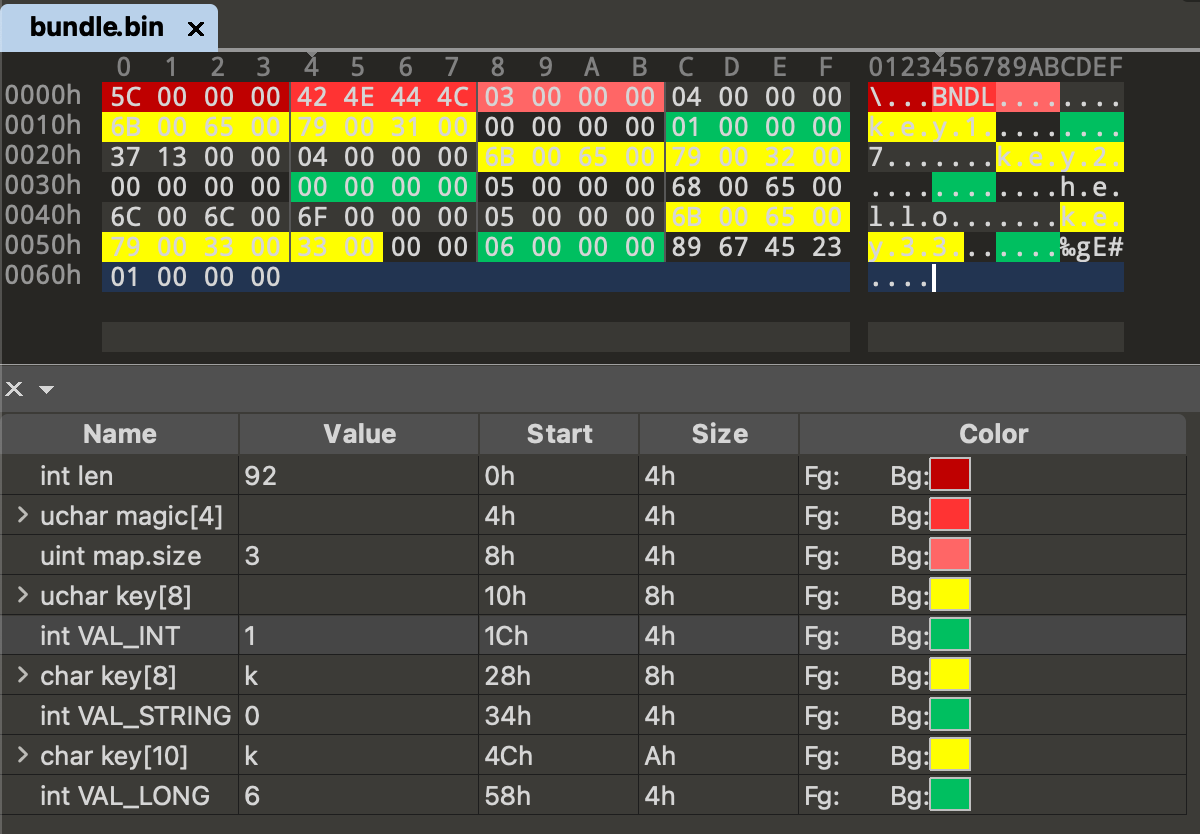 bundle.bin ×
0 1 2 3 4 5 6 7 8 9 A B C D E F 0123456789ABCDEF
0000h 5C 00 00 00 42 4E 44 4C 03 00 00 00 04 00 00 00 \...BNDL........
0010h 6B 00 65 00 79 00 31 00 00 00 00 00 01 00 00 00 k.e.y.1.........
0020h 37 13 00 00 04 00 00 00 6B 00 65 00 79 00 32 00 7.......k.e.y.2.
0030h 00 00 00 00 00 00 00 00 05 00 00 00 68 00 65 00 ............h.e.
0040h 6C 00 6C 00 6F 00 00 00 05 00 00 00 6B 00 65 00 l.l.o.......k.e.
0050h 79 00 33 00 33 00 00 00 06 00 00 00 89 67 45 23 y.3.3.......‰gE#
0060h 01 00 00 00 ....
Name Value Start Size Color
int len 92 0h 4h Fg: Bg:
uchar magic[4] 4h 4h Fg: Bg:
uint map.size 3 8h 4h Fg: Bg:
uchar key[8] 10h 8h Fg: Bg:
int VAL_INT 1 1Ch 4h Fg: Bg:
char key[8] k 28h 8h Fg: Bg:
int VAL_STRING 0 34h 4h Fg: Bg:
char key[10] k 4Ch Ah Fg: Bg:
int VAL_LONG 6 58h 4h Fg: Bg: